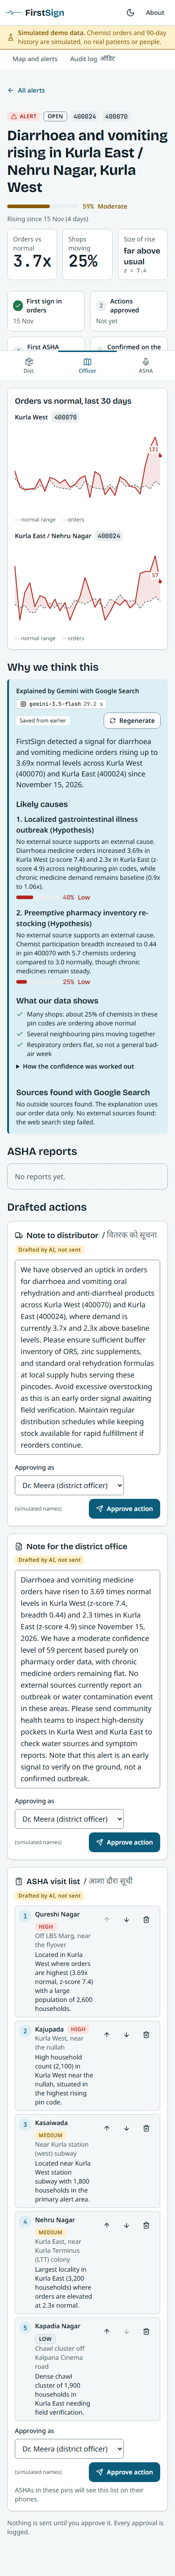 FirstSign
About
Simulated demo data. Chemist orders and 90-day
history are simulated, no real patients or people.
Map and alerts
Audit log ऑडिट
All alerts
ALERT
OPEN
400024
400070
Diarrhoea and vomiting
rising in Kurla East /
Nehru Nagar, Kurla
West
59% Moderate
Rising since 15 Nov (4 days)
Orders vs
normal
3.7x
Shops
moving
25%
Size of rise
far above
usual
z = 7.4
First sign in
orders
15 Nov
2
Actions
approved
Not yet
First ASHA
Confirmed on the
Dist.
Officer
ASHA
Orders vs normal, last 30 days
Kurla West 400070
131
normal range
orders
Kurla East / Nehru Nagar 400024
57
normal range
orders
Why we think this
Explained by Gemini with Google Search
gemini-3.5-flash 29.2 s
Saved from earlier
Regenerate
FirstSign detected a signal for diarrhoea
and vomiting medicine orders rising up to
3.69x normal levels across Kurla West
(400070) and Kurla East (400024) since
November 15, 2026.
Likely causes
1. Localized gastrointestinal illness
outbreak (Hypothesis)
No external source supports an external cause.
Diarrhoea medicine orders increased 3.69x in
Kurla West (z-score 7.4) and 2.3x in Kurla East (z-
score 4.9) across neighbouring pin codes, while
chronic medicine demand remains baseline (0.9x
to 1.06x).
40% Low
2. Preemptive pharmacy inventory re-
stocking (Hypothesis)
No external source supports an external cause.
Chemist participation breadth increased to 0.44
in pin 400070 with 5.7 chemists ordering
compared to 3.0 normally, though chronic
medicines remain steady.
25% Low
What our data shows
Many shops: about 25% of chemists in these
pin codes are ordering above normal
Several neighbouring pins moving together
Respiratory orders flat, so not a general bad-
air week
How the confidence was worked out
Sources found with Google Search
No outside sources found. The explanation uses
our order data only. No external sources found:
the web search step failed.
ASHA reports
No reports yet.
Drafted actions
Note to distributor / वितरक को सूचना
Drafted by AI, not sent
We have observed an uptick in orders
for diarrhoea and vomiting oral
rehydration and anti-diarrheal products
across Kurla West (400070) and Kurla
East (400024), where demand is
currently 3.7x and 2.3x above baseline
levels. Please ensure sufficient buffer
inventory of ORS, zinc supplements,
and standard oral rehydration formulas
at local supply hubs serving these
pincodes. Avoid excessive overstocking
as this is an early order signal awaiting
field verification. Maintain regular
distribution schedules while keeping
stock available for rapid fulfillment if
orders continue.
Approving as
Dr. Meera (district officer)
(simulated names)
Approve action
Note for the district office
Drafted by AI, not sent
Diarrhoea and vomiting medicine
orders have risen to 3.69 times normal
levels in Kurla West (z-score 7.4,
breadth 0.44) and 2.3 times in Kurla
East (z-score 4.9) since November 15,
2026. We have a moderate confidence
level of 59 percent based purely on
pharmacy order data, with chronic
medicine orders remaining flat. No
external sources currently report an
outbreak or water contamination event
in these areas. Please send community
health teams to inspect high-density
pockets in Kurla West and Kurla East to
check water sources and symptom
reports. Note that this alert is an early
signal to verify on the ground, not a
confirmed outbreak.
Approving as
Dr. Meera (district officer)
(simulated names)
Approve action
ASHA visit list / आशा दौरा सूची
Drafted by AI, not sent
1
Qureshi Nagar
HIGH
Off LBS Marg, near
the flyover
Located in Kurla
West where orders
are highest (3.69x
normal, z-score 7.4)
with a large
population of 2,600
households.
2
Kajupada HIGH
Kurla West, near
the nullah
High household
count (2,100) in
Kurla West near the
nullah, situated in
the highest rising
pin code.
3
Kasaiwada
MEDIUM
Near Kurla station
(west) subway
Located near Kurla
West station
subway with 1,800
households in the
primary alert area.
4
Nehru Nagar
MEDIUM
Kurla East, near
Kurla Terminus
(LTT) colony
Largest locality in
Kurla East (3,200
households) where
orders are elevated
at 2.3x normal.
5
Kapadia Nagar
LOW
Chawl cluster off
Kalpana Cinema
road
Dense chawl
cluster of 1,900
households in
Kurla East needing
field verification.
Approving as
Dr. Meera (district officer)
(simulated names)
Approve action
ASHAs in these pins will see this list on their
phones.
Nothing is sent until you approve it. Every approval is
logged.